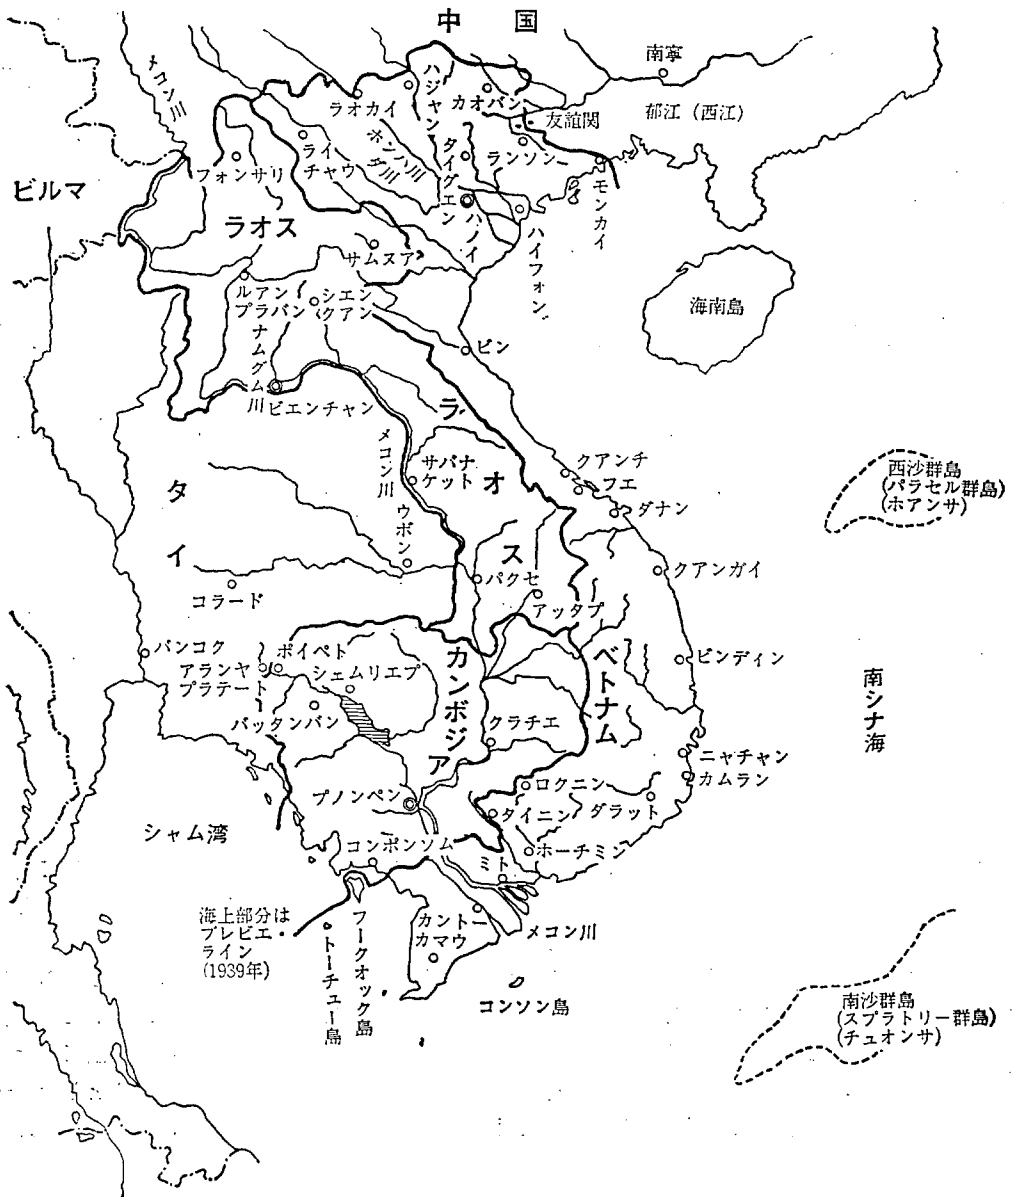 中国
南寧
郁江（西江）
メコン川
ハジャン
ラオカイ
カオバン
友誼関
ホンハ川
ライ
チャウ
タイグエン
ランソン
フォンサリ
モンカイ
ビルマ
ラオス
ハノイ
ハイフォン
サムヌア
海南島
ルアン
プラバン
シエン
クアン
ナムグム川
ビン
ビエンチャン
ラオス
メコン川
サバナ
ケット
クアンチ
フエ
ダナン
西沙群島
(パラセル群島)
(ホアンサ)
タイ
ウボン
クアンガイ
コラード
パクセ
アッタプ
バンコク
ポイペト
アランヤ
プラテート
シェムリエプ
カンボジア
ベトナム
ビンディン
南シナ海
バッタンバン
クラチエ
ニャチャン
カムラン
プノンペン
ロクニン
タイニン
ダラット
シャム湾
コンポンソム
ホーチミン
ミト
海上部分は
ブレビエ
ライン
(1939年)
フークオック島
トーチュー島
カントー
カマウ
メコン川
コンソン島
南沙群島
(スプラトリー群島)
(チュオンサ)